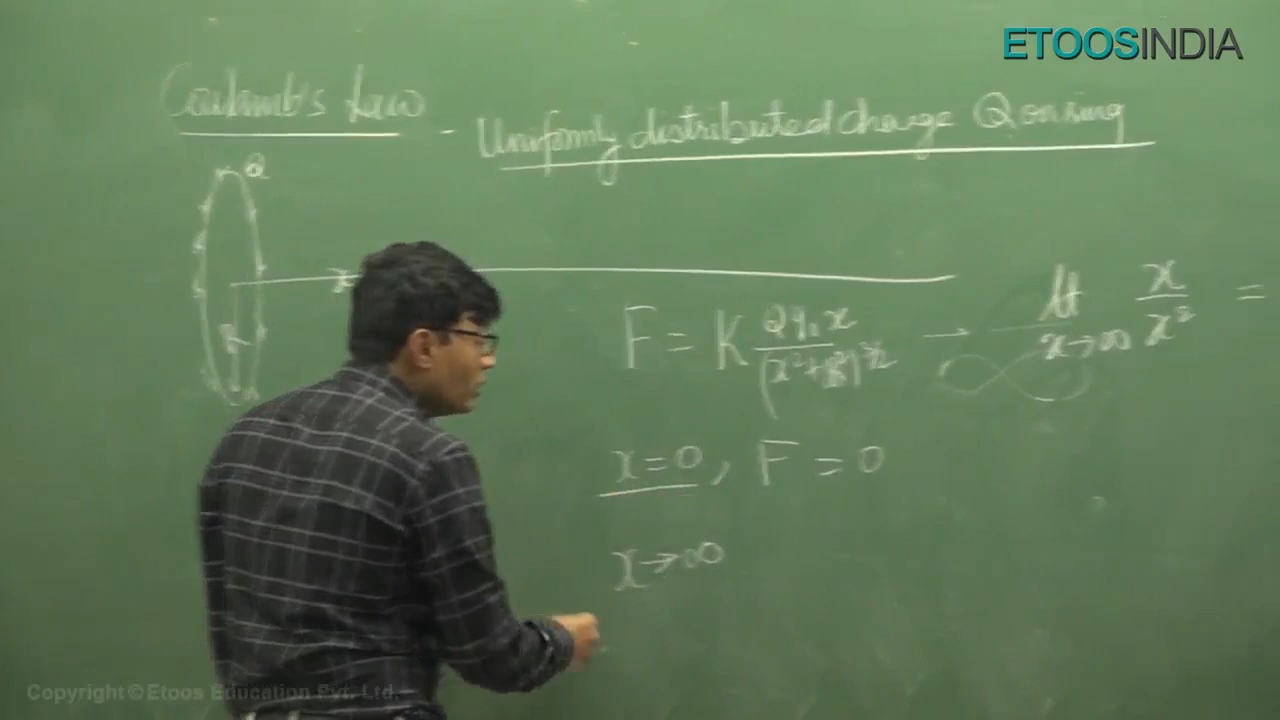 ETOOSINDIA
Coulomb's Law - Uniformly distributed charge Q on ring
Q
x
R
F = K Qq₀x / (x²+R²)^3/2 → lt x→∞ x/x³ =
x=0, F=0
x→∞
Copyright © Etoos Education Pvt. Ltd.